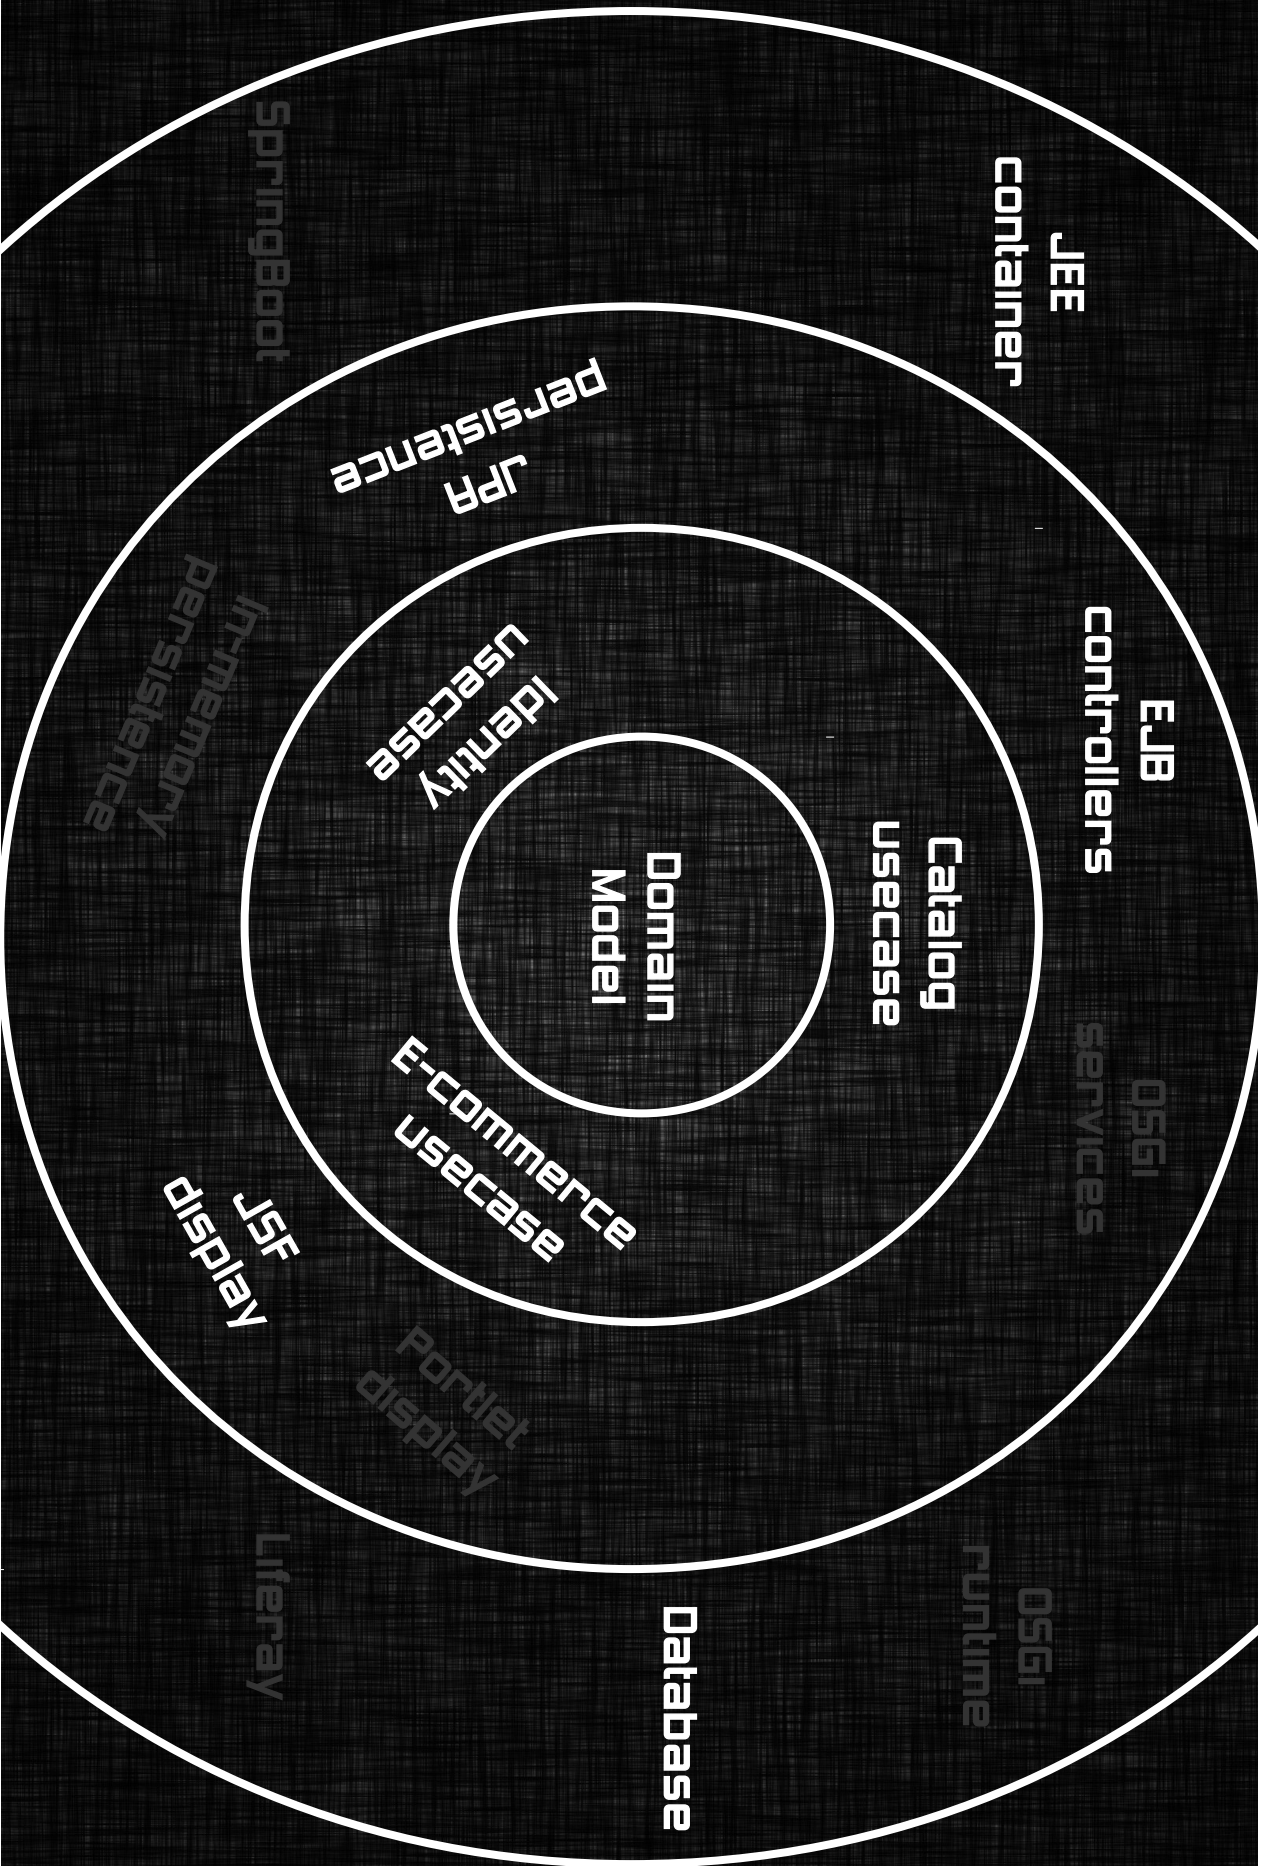 JEE
container
EJB
controllers
OSGi
services
OSGi
runtime
Catalog
usecase
Domain
Model
Database
Identity
usecase
E-commerce
usecase
JPA
persistence
In-memory
persistence
JSF
display
Portlet
display
SpringBoot
Liferay